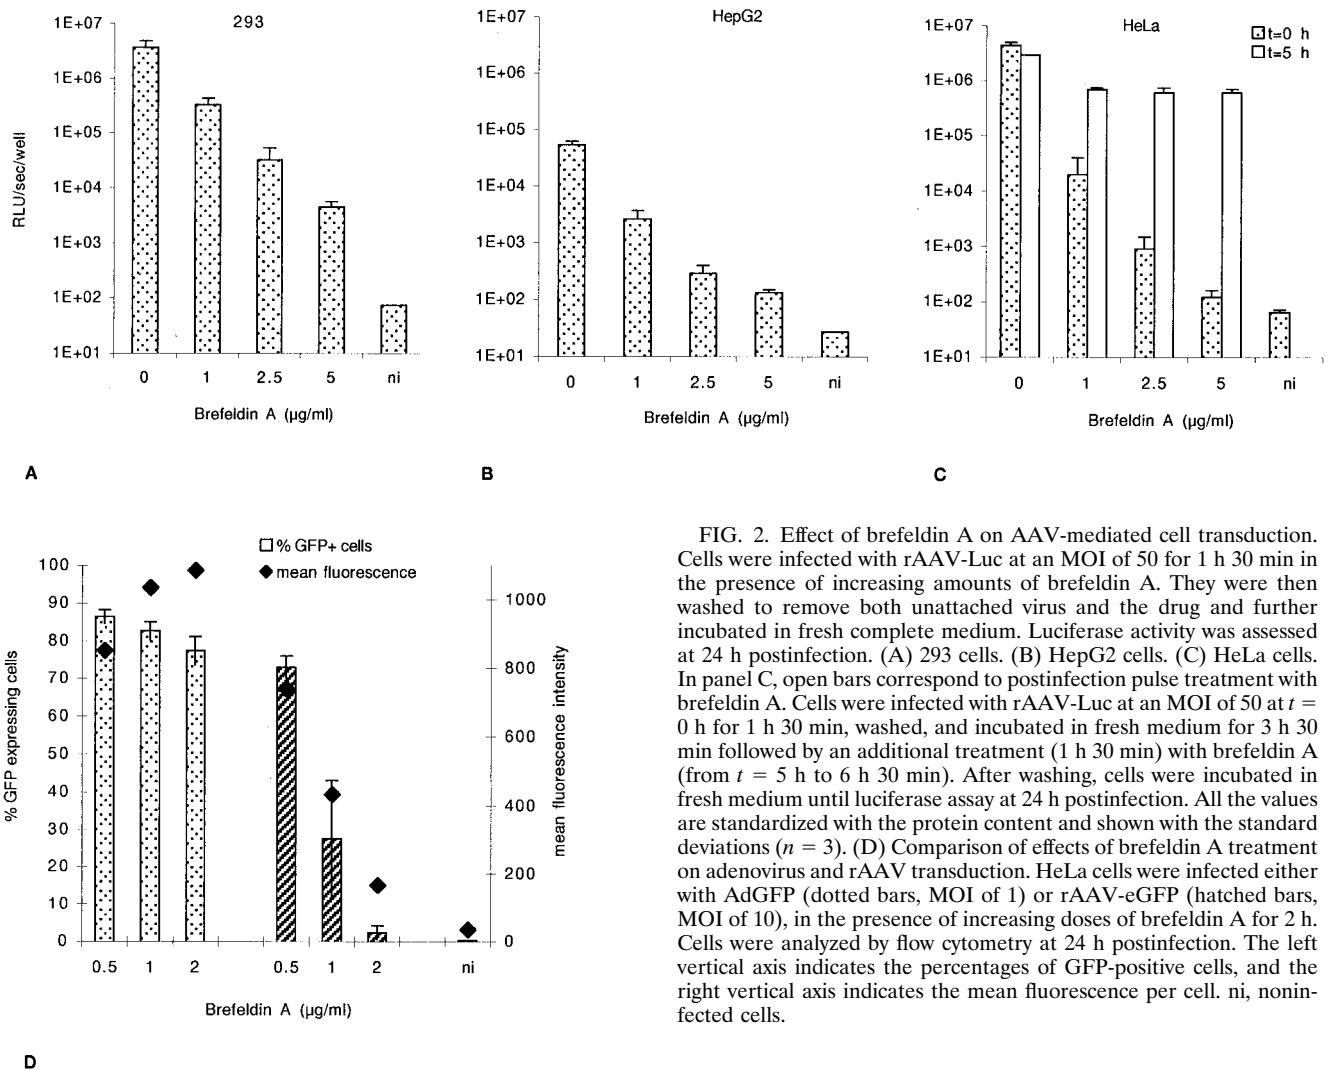 293
1E+07
1E+06
1E+05
1E+04
1E+03
1E+02
1E+01
RLU/sec/well
0 1 2.5 5 ni
Brefeldin A (µg/ml)
A
HepG2
1E+07
1E+06
1E+05
1E+04
1E+03
1E+02
1E+01
0 1 2.5 5 ni
Brefeldin A (µg/ml)
B
HeLa
t=0 h
t=5 h
1E+07
1E+06
1E+05
1E+04
1E+03
1E+02
1E+01
0 1 2.5 5 ni
Brefeldin A (µg/ml)
C
% GFP+ cells
mean fluorescence
100
90
80
70
60
50
40
30
20
10
0
% GFP expressing cells
1000
800
600
400
200
0
mean fluorescence intensity
0.5 1 2 0.5 1 2 ni
Brefeldin A (µg/ml)
D
FIG. 2. Effect of brefeldin A on AAV-mediated cell transduction.
Cells were infected with rAAV-Luc at an MOI of 50 for 1 h 30 min in
the presence of increasing amounts of brefeldin A. They were then
washed to remove both unattached virus and the drug and further
incubated in fresh complete medium. Luciferase activity was assessed
at 24 h postinfection. (A) 293 cells. (B) HepG2 cells. (C) HeLa cells.
In panel C, open bars correspond to postinfection pulse treatment with
brefeldin A. Cells were infected with rAAV-Luc at an MOI of 50 at t =
0 h for 1 h 30 min, washed, and incubated in fresh medium for 3 h 30
min followed by an additional treatment (1 h 30 min) with brefeldin A
(from t = 5 h to 6 h 30 min). After washing, cells were incubated in
fresh medium until luciferase assay at 24 h postinfection. All the values
are standardized with the protein content and shown with the standard
deviations (n = 3). (D) Comparison of effects of brefeldin A treatment
on adenovirus and rAAV transduction. HeLa cells were infected either
with AdGFP (dotted bars, MOI of 1) or rAAV-eGFP (hatched bars,
MOI of 10), in the presence of increasing doses of brefeldin A for 2 h.
Cells were analyzed by flow cytometry at 24 h postinfection. The left
vertical axis indicates the percentages of GFP-positive cells, and the
right vertical axis indicates the mean fluorescence per cell. ni, nonin-
fected cells.